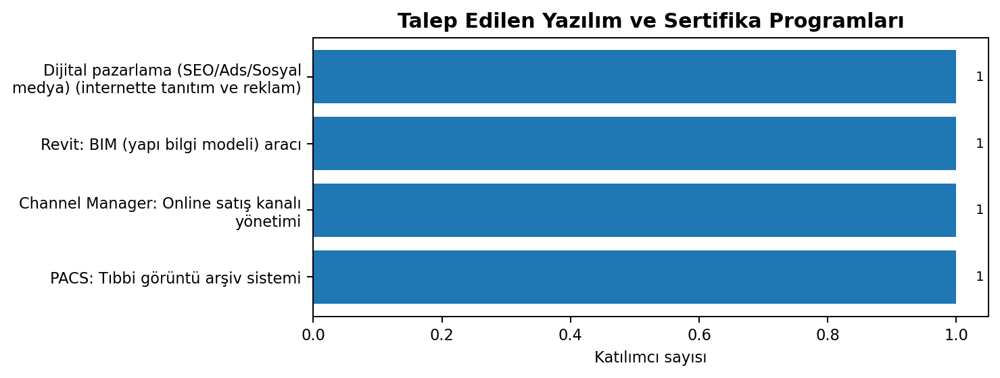 Talep Edilen Yazılım ve Sertifika Programları
Dijital pazarlama (SEO/Ads/Sosyal
medya) (internette tanıtım ve reklam)
1
Revit: BIM (yapı bilgi modeli) aracı
1
Channel Manager: Online satış kanalı
yönetimi
1
PACS: Tıbbi görüntü arşiv sistemi
1
0.0 0.2 0.4 0.6 0.8 1.0
Katılımcı sayısı